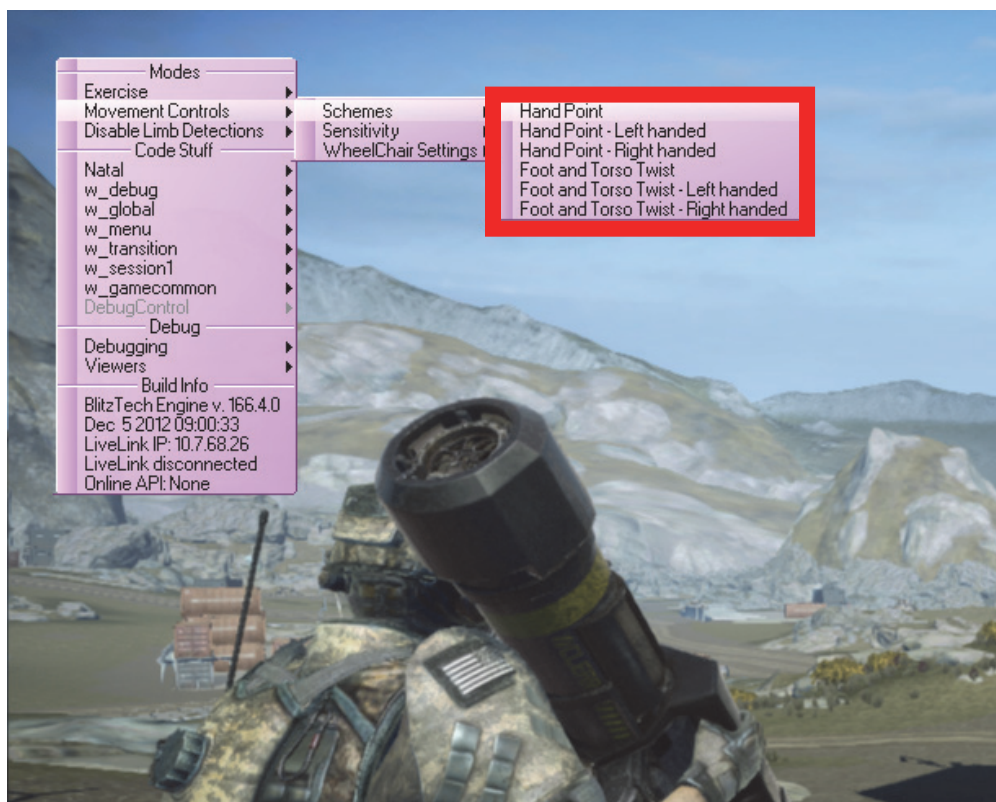 Modes
Exercise
Movement Controls
Disable Limb Detections
Code Stuff
Natal
w_debug
w_global
w_menu
w_transition
w_session1
w_gamecommon
DebugControl
Debug
Debugging
Viewers
Build Info
BlitzTech Engine v. 166.4.0
Dec 5 2012 09:00:33
LiveLink IP: 10.7.68.26
LiveLink disconnected
Online API: None
Schemes
Sensitivity
WheelChair Settings
Hand Point
Hand Point - Left handed
Hand Point - Right handed
Foot and Torso Twist
Foot and Torso Twist - Left handed
Foot and Torso Twist - Right handed